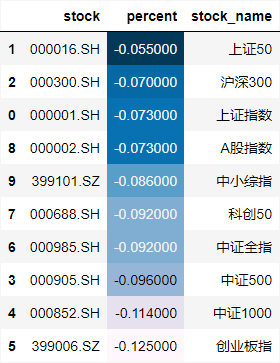 stock percent stock_name
1 000016.SH -0.055000 上证50
2 000300.SH -0.070000 沪深300
0 000001.SH -0.073000 上证指数
8 000002.SH -0.073000 A股指数
9 399101.SZ -0.086000 中小综指
7 000688.SH -0.092000 科创50
6 000985.SH -0.092000 中证全指
3 000905.SH -0.096000 中证500
4 000852.SH -0.114000 中证1000
5 399006.SZ -0.125000 创业板指